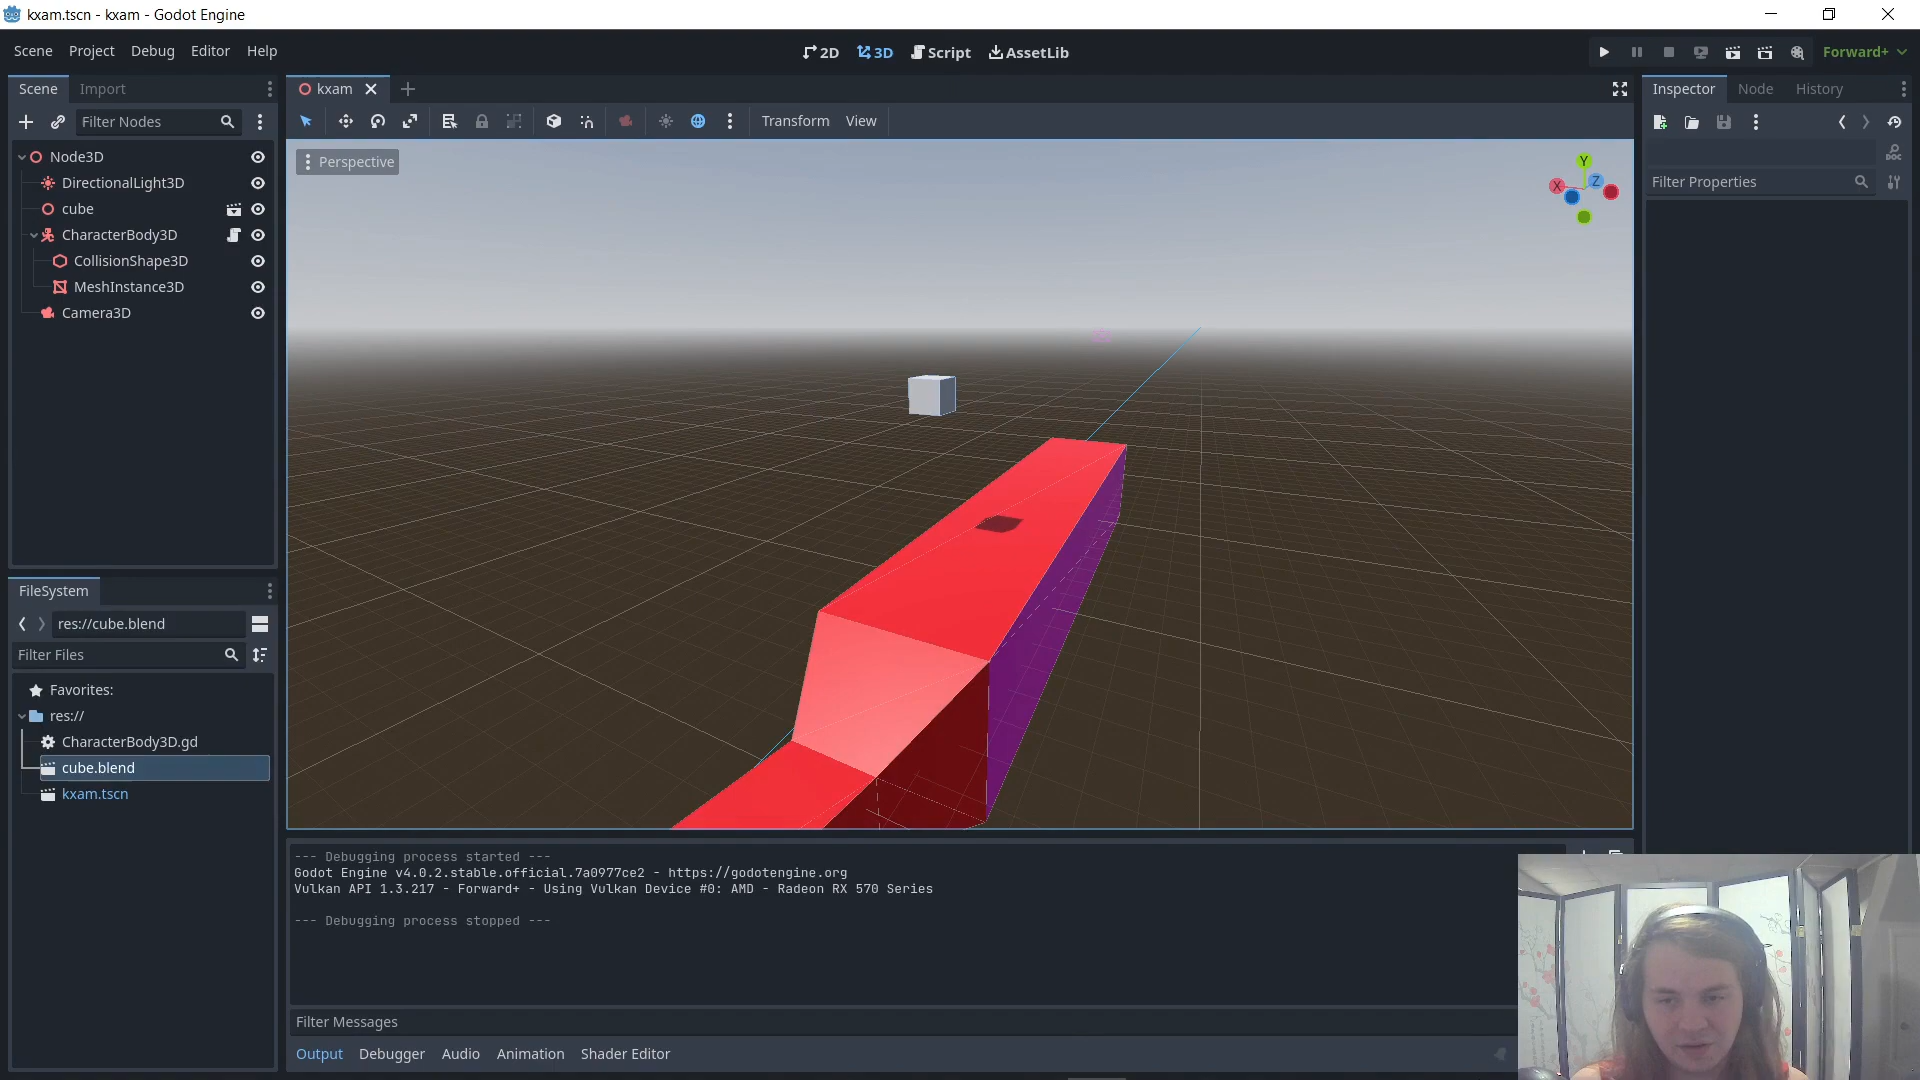 kxam.tscn - kxam - Godot Engine
Scene Project Debug Editor Help
2D 3D Script AssetLib
Forward+
Scene Import
Filter Nodes
Node3D
DirectionalLight3D
cube
CharacterBody3D
CollisionShape3D
MeshInstance3D
Camera3D
FileSystem
res://cube.blend
Filter Files
Favorites:
res://
CharacterBody3D.gd
cube.blend
kxam.tscn
kxam
Transform View
Perspective
Y
X
Z
--- Debugging process started ---
Godot Engine v4.0.2.stable.official.7a0977ce2 - https://godotengine.org
Vulkan API 1.3.217 - Forward+ - Using Vulkan Device #0: AMD - Radeon RX 570 Series
--- Debugging process stopped ---
Filter Messages
Output Debugger Audio Animation Shader Editor
Inspector Node History
DOC
Filter Properties